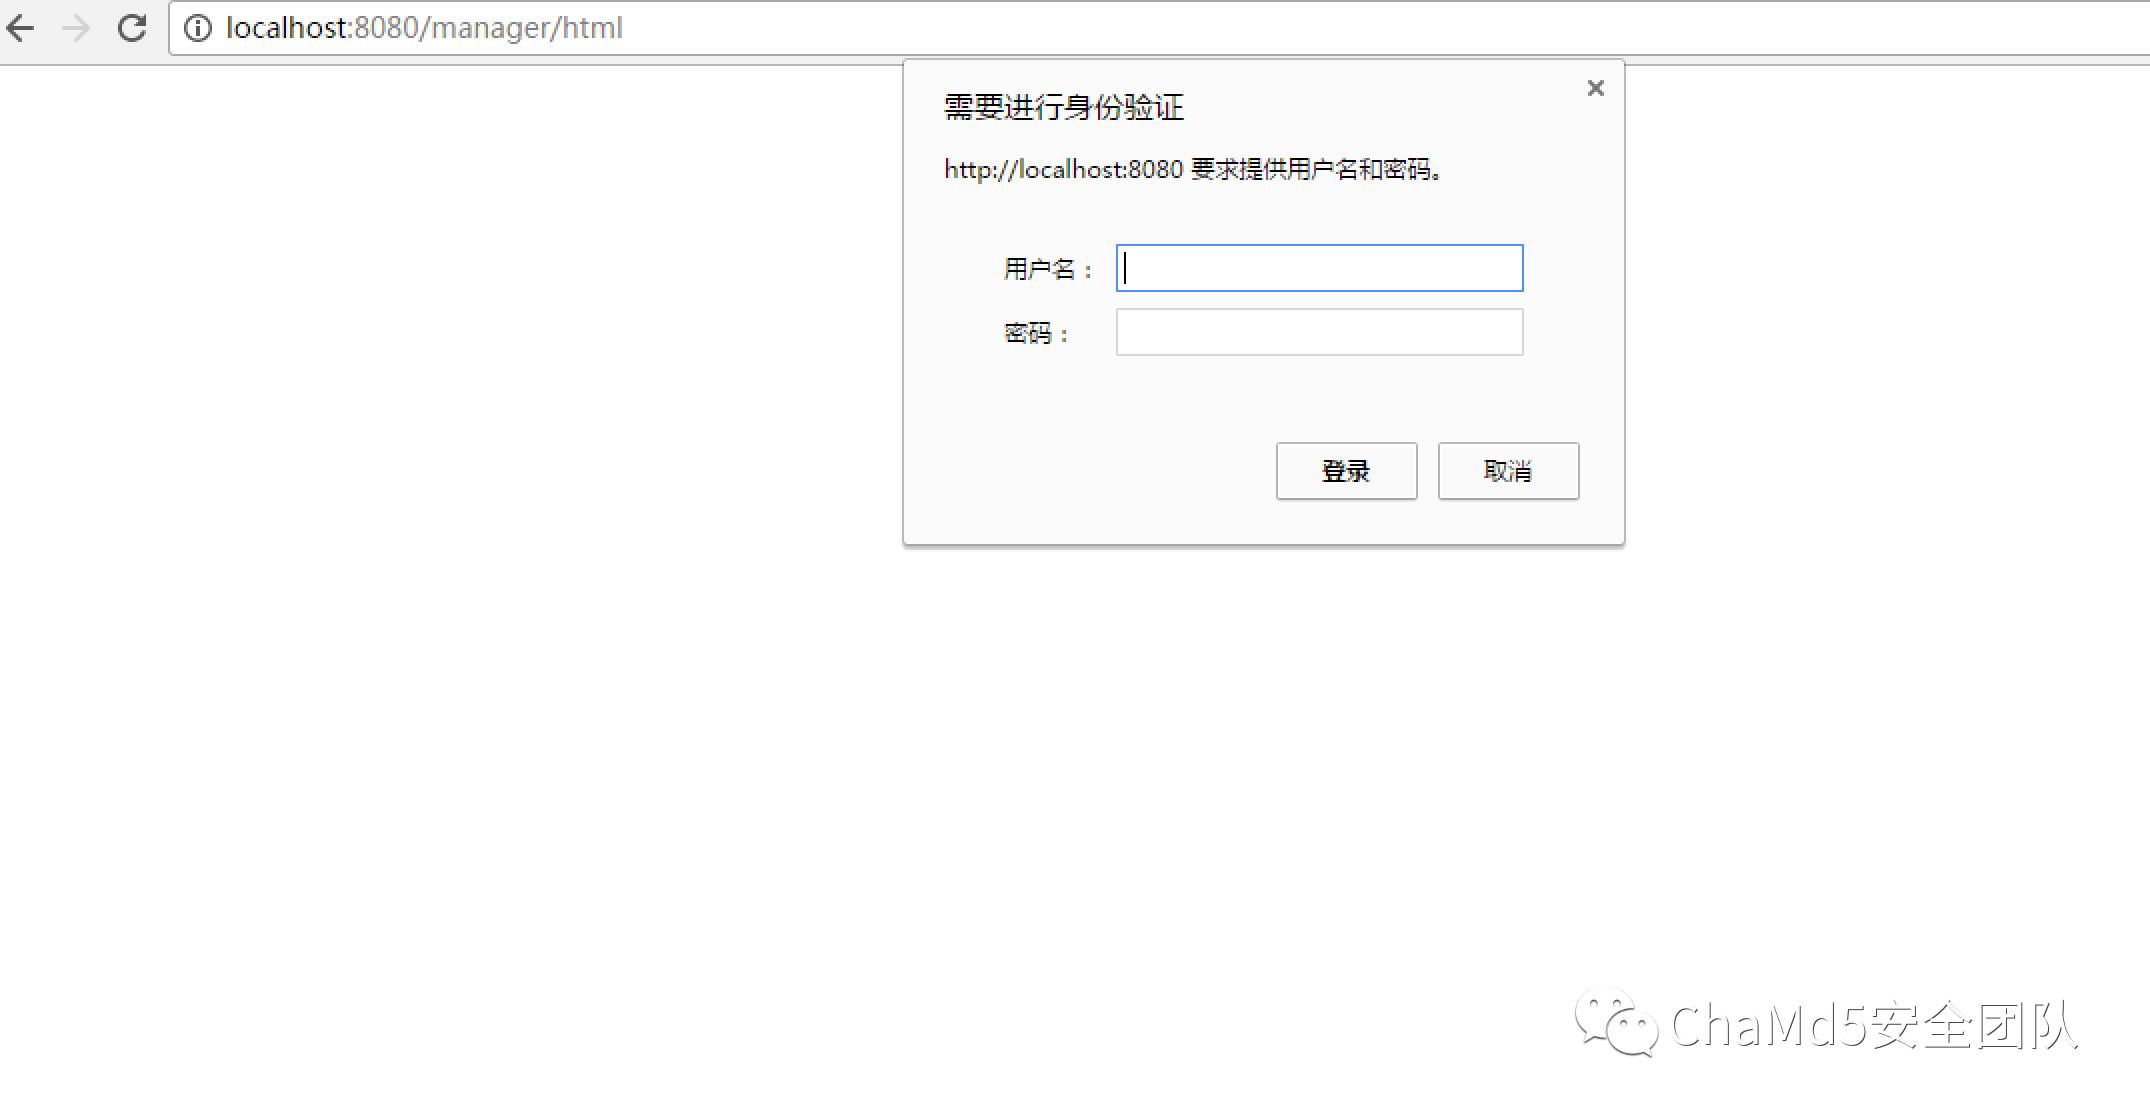 localhost:8080/manager/html
需要进行身份验证
http://localhost:8080 要求提供用户名和密码。
用户名：
密码：
登录 取消
ChaMd5安全团队